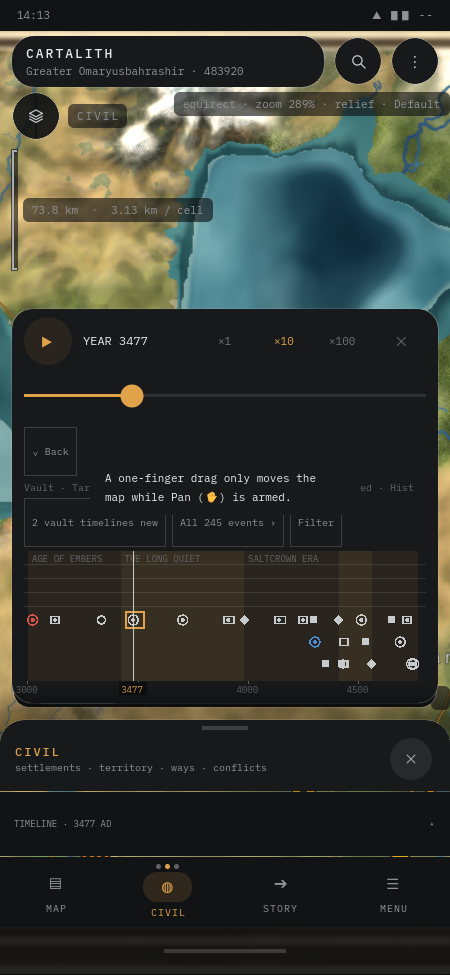 14:13
CARTALITH
Greater Omaryusbahrashir · 483920
CIVIL
equirect · zoom 289% · relief · Default
73.8 km · 3.13 km / cell
YEAR 3477
×1
×10
×100
Back
Vault · Tar
ed · Hist
A one-finger drag only moves the
map while Pan (✋) is armed.
2 vault timelines new
All 245 events ›
Filter
AGE OF EMBERS
THE LONG QUIET
SALTCROWN ERA
3000
3477
4000
4500
CIVIL
settlements · territory · ways · conflicts
TIMELINE · 3477 AD
MAP
CIVIL
STORY
MENU